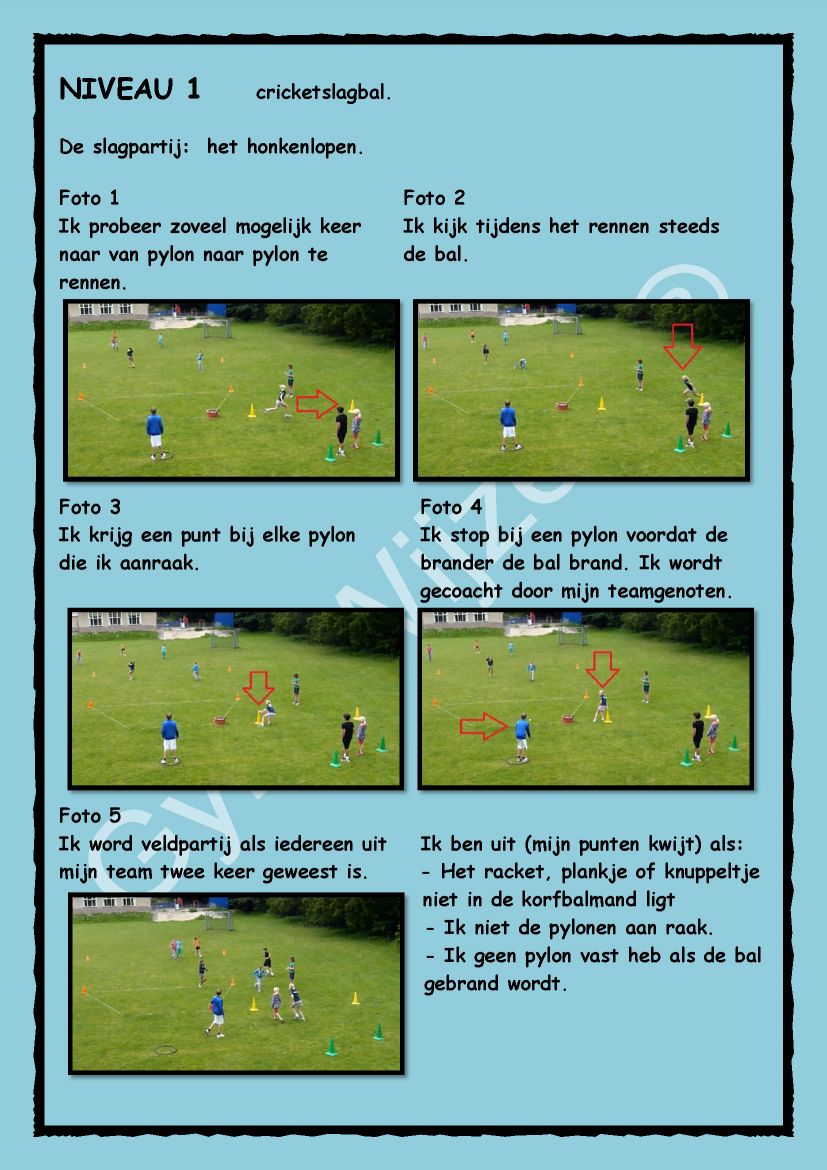 NIVEAU 1 cricketslagbal.
De slagpartij: het honkenlopen.
Foto 1
Ik probeer zoveel mogelijk keer
naar van pylon naar pylon te
rennen.
Foto 2
Ik kijk tijdens het rennen steeds
de bal.
Foto 3
Ik krijg een punt bij elke pylon
die ik aanraak.
Foto 4
Ik stop bij een pylon voordat de
brander de bal brand. Ik wordt
gecoacht door mijn teamgenoten.
Foto 5
Ik word veldpartij als iedereen uit
mijn team twee keer geweest is.
Ik ben uit (mijn punten kwijt) als:
- Het racket, plankje of knuppeltje
niet in de korfbalmand ligt
- Ik niet de pylonen aan raak.
- Ik geen pylon vast heb als de bal
gebrand wordt.